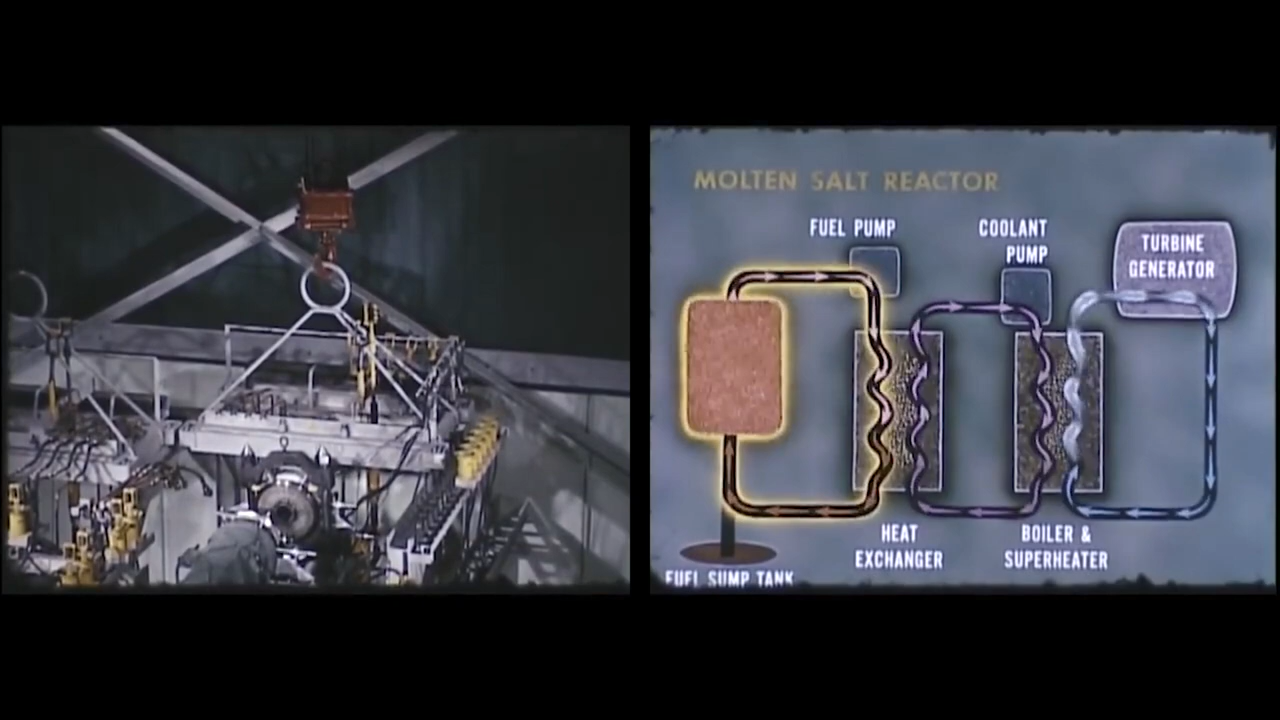 MOLTEN SALT REACTOR
FUEL PUMP
COOLANT
PUMP
TURBINE
GENERATOR
HEAT
EXCHANGER
BOILER &
SUPERHEATER
FUEL SUMP TANK